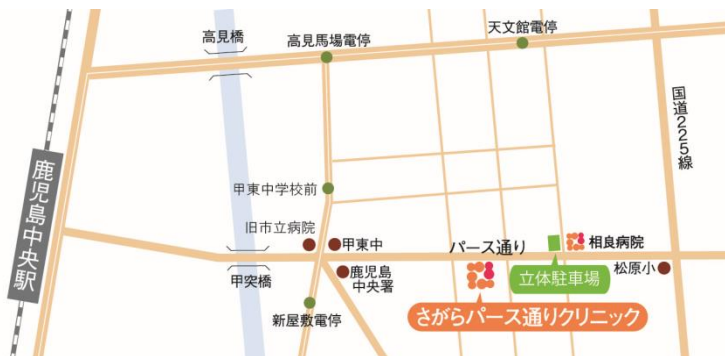 高見橋
高見馬場電停
天文館電停
国道225線
鹿児島中央駅
甲東中学校前
旧市立病院
甲東中
パース通り
相良病院
甲突橋
鹿児島
中央署
立体駐車場
松原小
新屋敷電停
さがらパース通りクリニック